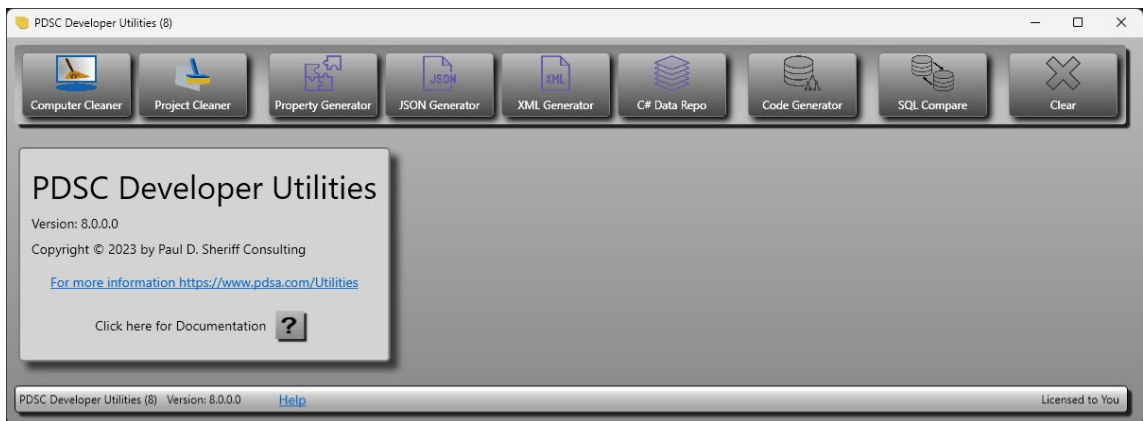 PDSC Developer Utilities (8)
JSON
XML
Computer Cleaner
Project Cleaner
Property Generator
JSON Generator
XML Generator
C# Data Repo
Code Generator
SQL Compare
Clear
PDSC Developer Utilities
Version: 8.0.0.0
Copyright © 2023 by Paul D. Sheriff Consulting
For more information https://www.pdsa.com/Utilities
Click here for Documentation ?
PDSC Developer Utilities (8) Version: 8.0.0.0 Help Licensed to You